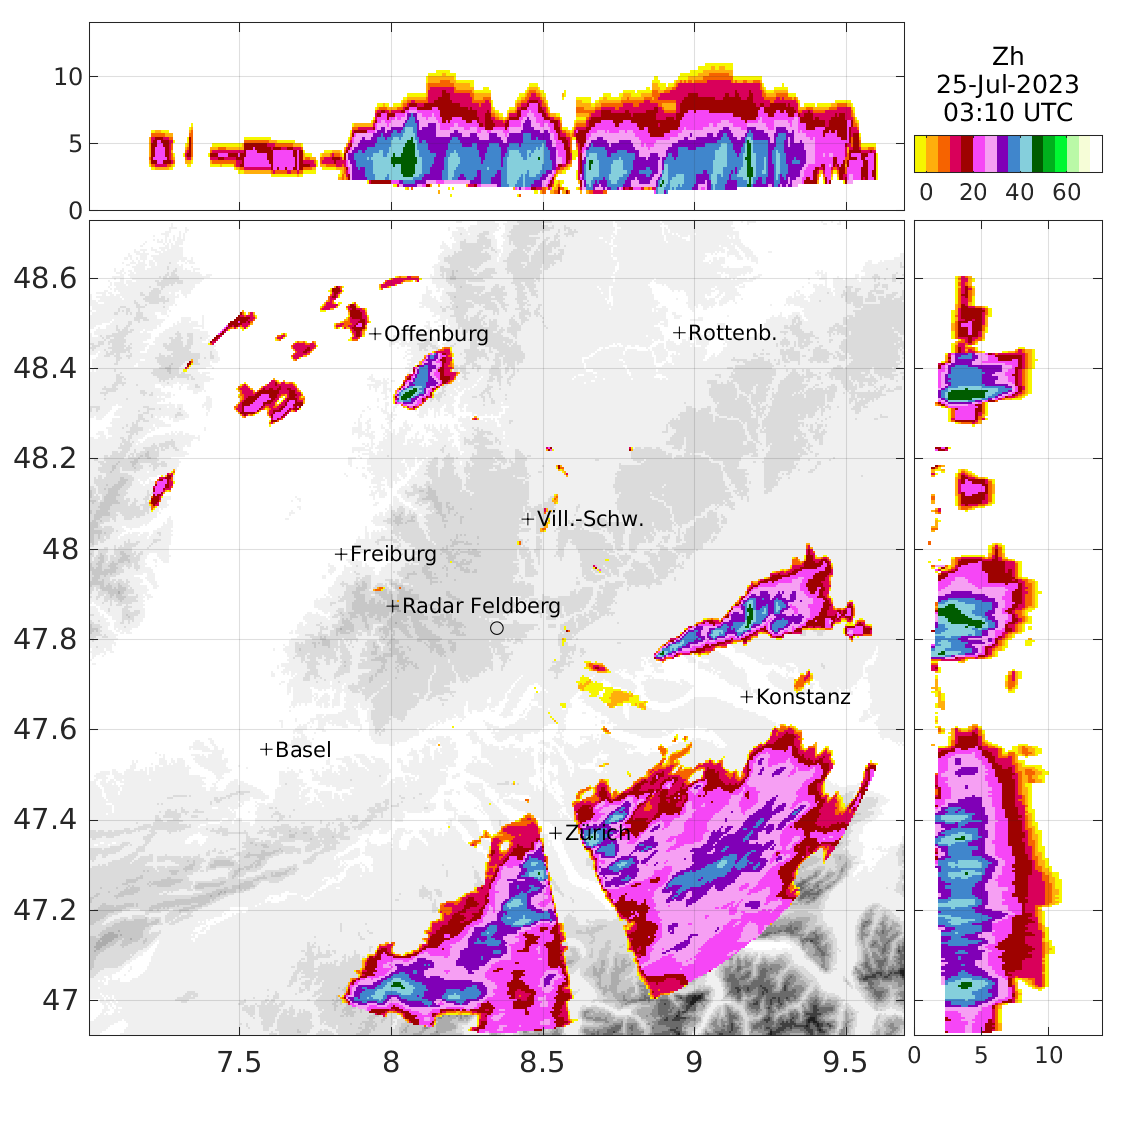 10
5
0
Zh
25-Jul-2023
03:10 UTC
0 20 40 60
48.6
48.4
48.2
48
47.8
47.6
47.4
47.2
47
Offenburg
Rottenb.
Vill.-Schw.
Freiburg
Radar Feldberg
Konstanz
Basel
Zürich
7.5 8 8.5 9 9.5
0 5 10